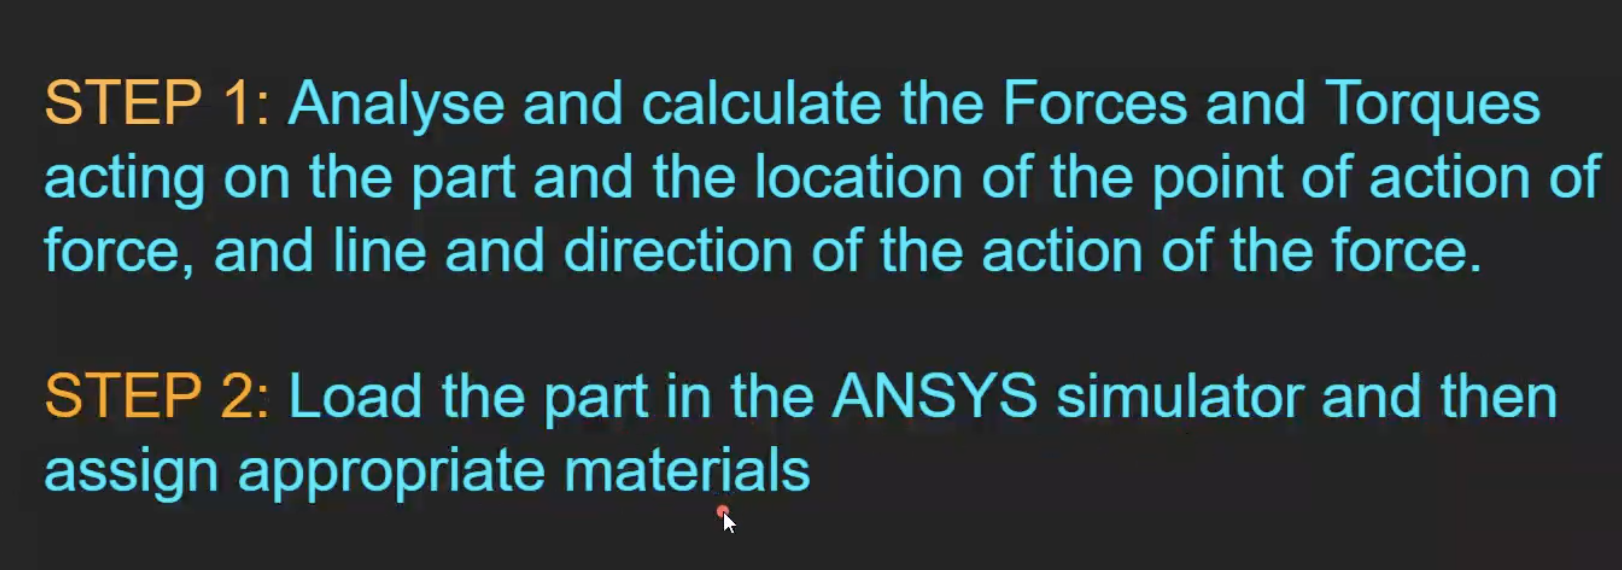 STEP 1: Analyse and calculate the Forces and Torques
acting on the part and the location of the point of action of
force, and line and direction of the action of the force.
STEP 2: Load the part in the ANSYS simulator and then
assign appropriate materials